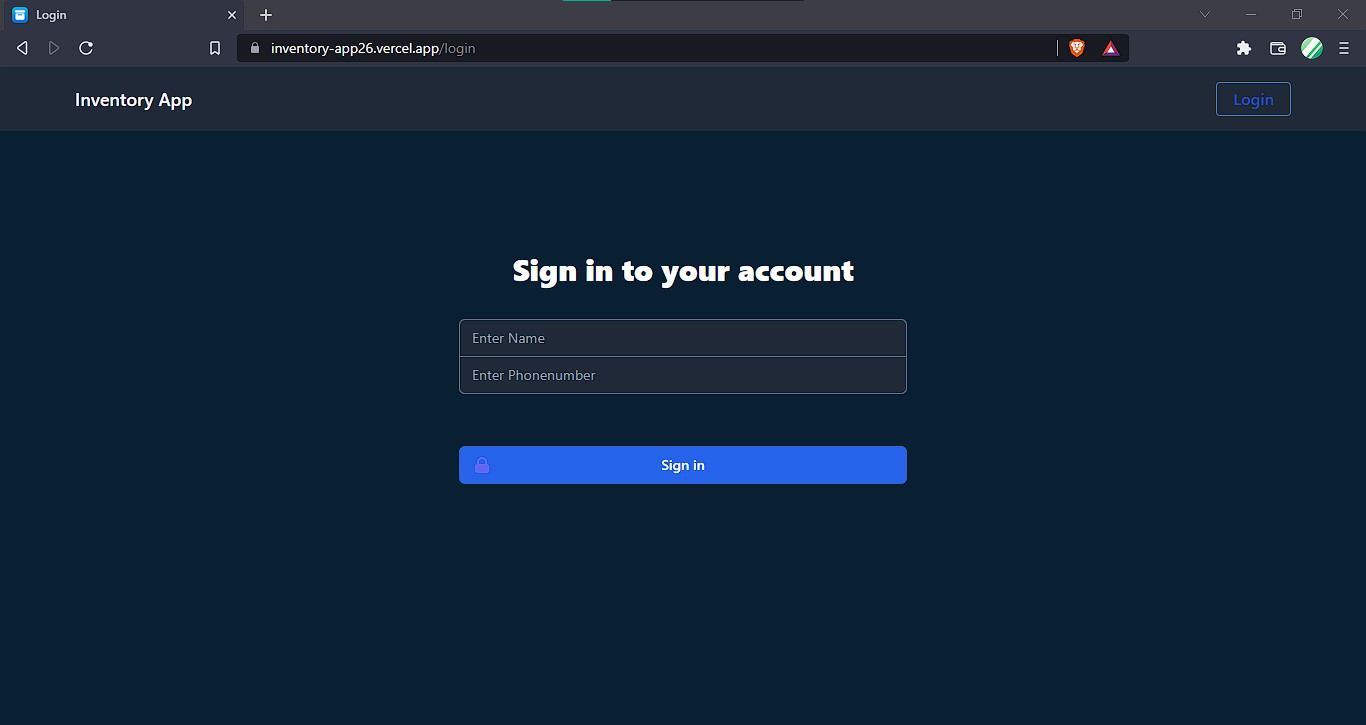 Login
inventory-app26.vercel.app/login
Inventory App
Login
Sign in to your account
Enter Name
Enter Phonenumber
Sign in